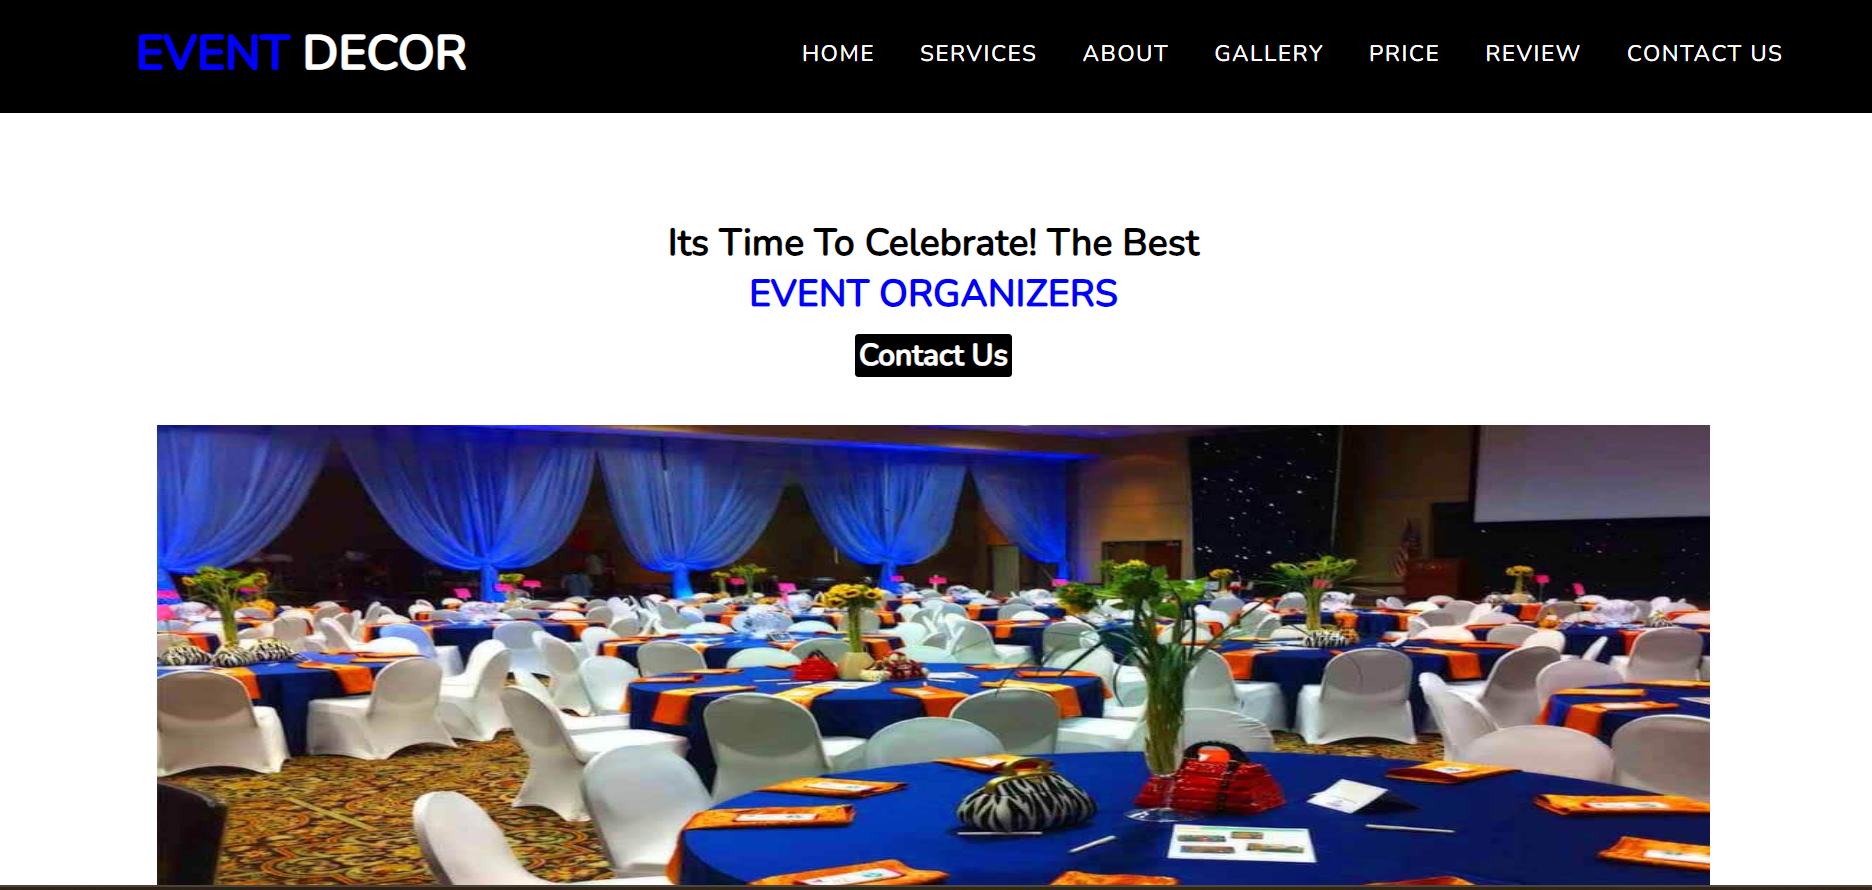 EVENT DECOR
HOME SERVICES ABOUT GALLERY PRICE REVIEW CONTACT US
Its Time To Celebrate! The Best
EVENT ORGANIZERS
Contact Us